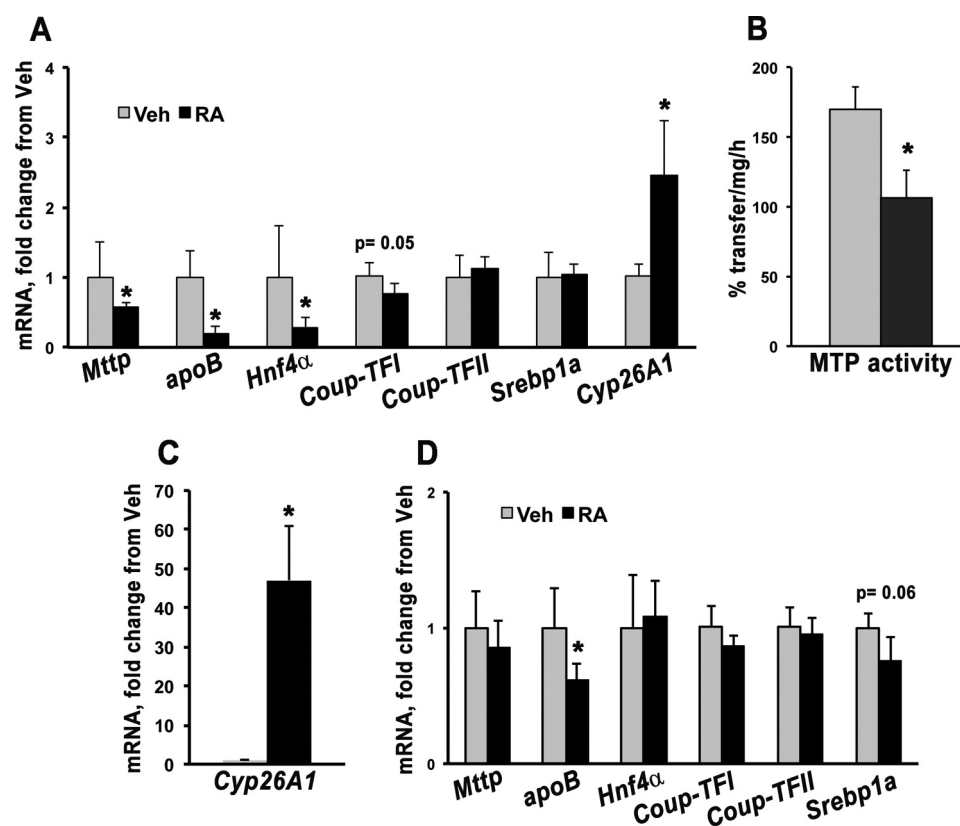 A
mRNA, fold change from Veh
4
3
2
1
0
Veh RA
*
*
*
p= 0.05
*
Mttp
apoB
Hnf4α
Coup-TFI
Coup-TFII
Srebp1a
Cyp26A1
B
% transfer/mg/h
200
150
100
50
0
*
MTP activity
C
mRNA, fold change from Veh
70
60
50
40
30
20
10
0
*
Cyp26A1
D
mRNA, fold change from Veh
2
1
0
Veh RA
*
p= 0.06
Mttp
apoB
Hnf4α
Coup-TFI
Coup-TFII
Srebp1a